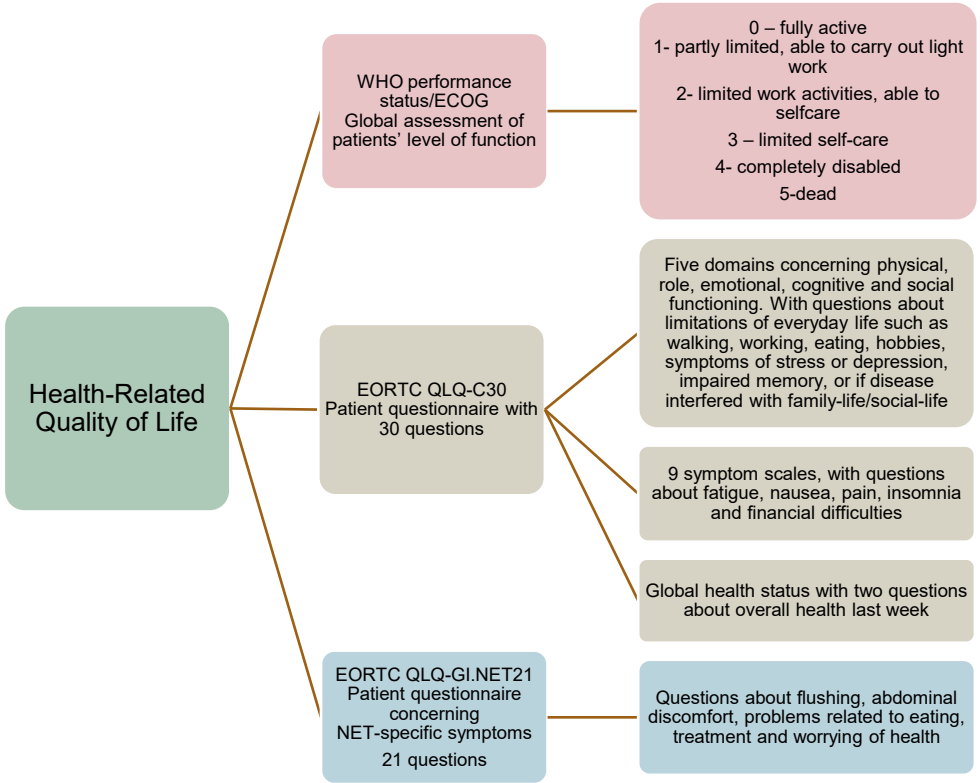 Health-Related
Quality of Life
WHO performance
status/ECOG
Global assessment of
patients’ level of function
0 – fully active
1- partly limited, able to carry out light
work
2- limited work activities, able to
selfcare
3 – limited self-care
4- completely disabled
5-dead
EORTC QLQ-C30
Patient questionnaire with
30 questions
Five domains concerning physical,
role, emotional, cognitive and social
functioning. With questions about
limitations of everyday life such as
walking, working, eating, hobbies,
symptoms of stress or depression,
impaired memory, or if disease
interfered with family-life/social-life
9 symptom scales, with questions
about fatigue, nausea, pain, insomnia
and financial difficulties
Global health status with two questions
about overall health last week
EORTC QLQ-GI.NET21
Patient questionnaire
concerning
NET-specific symptoms
21 questions
Questions about flushing, abdominal
discomfort, problems related to eating,
treatment and worrying of health